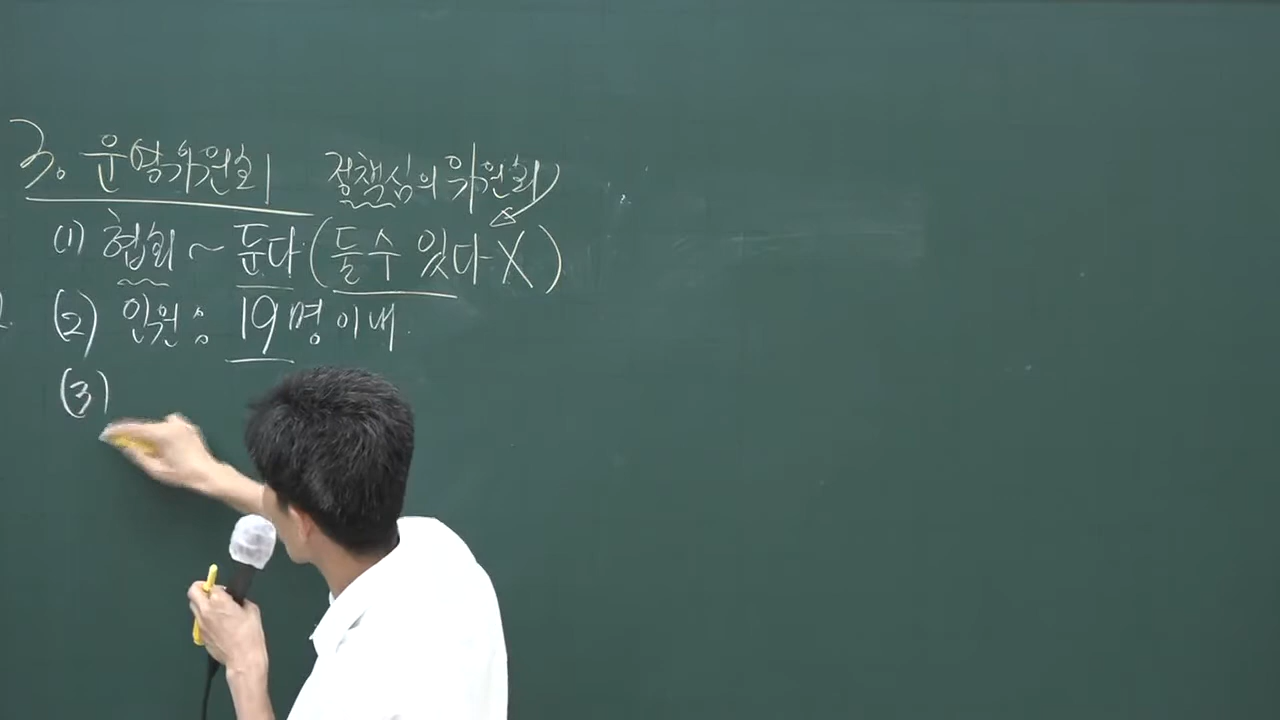 3. 운영위원회 정책심의위원회
(1) 협회 ~ 둔다 (둘수 있다 X)
(2) 인원 : 19명 이내.
(3)